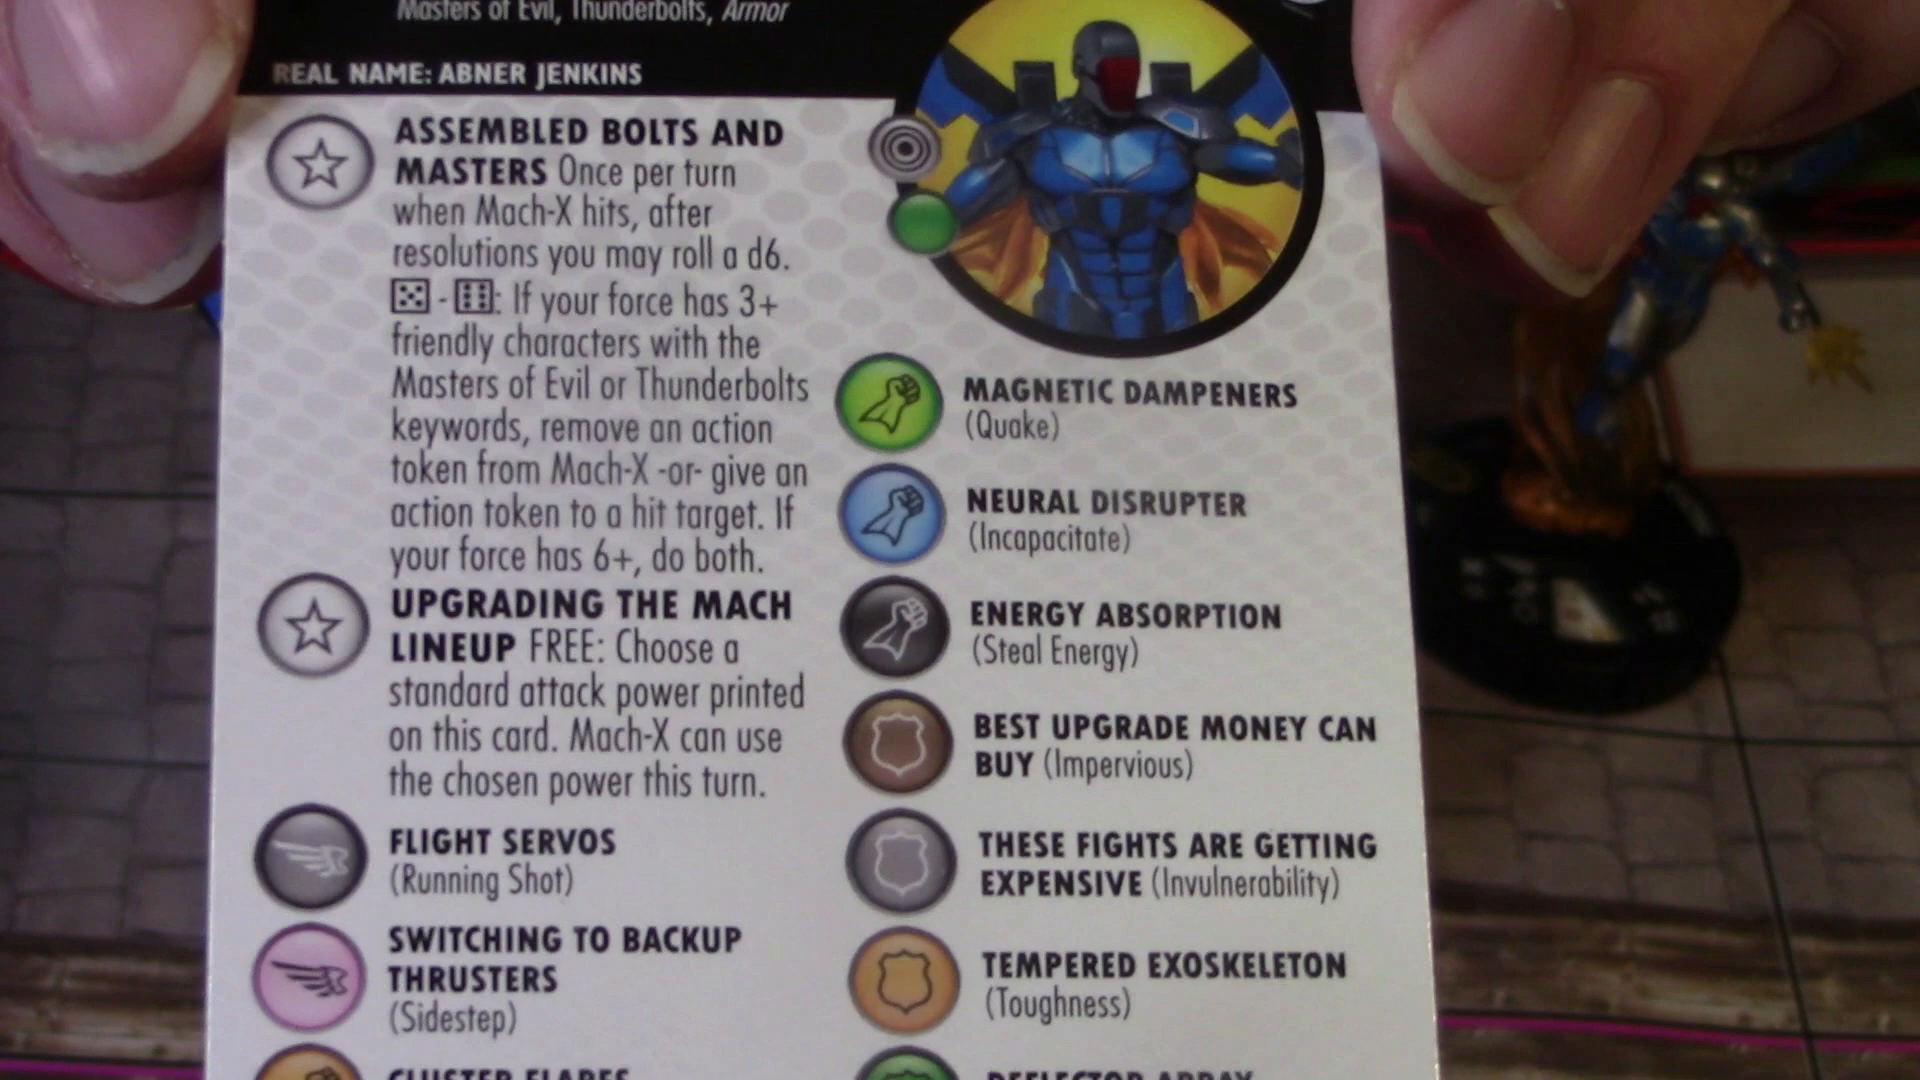 Masters of Evil, Thunderbolts, Armor
REAL NAME: ABNER JENKINS
ASSEMBLED BOLTS AND
MASTERS Once per turn
when Mach-X hits, after
resolutions you may roll a d6.
- : If your force has 3+
friendly characters with the
Masters of Evil or Thunderbolts
keywords, remove an action
token from Mach-X -or- give an
action token to a hit target. If
your force has 6+, do both.
UPGRADING THE MACH
LINEUP FREE: Choose a
standard attack power printed
on this card. Mach-X can use
the chosen power this turn.
FLIGHT SERVOS
(Running Shot)
SWITCHING TO BACKUP
THRUSTERS
(Sidestep)
CLUSTER FLARES
MAGNETIC DAMPENERS
(Quake)
NEURAL DISRUPTER
(Incapacitate)
ENERGY ABSORPTION
(Steal Energy)
BEST UPGRADE MONEY CAN
BUY (Impervious)
THESE FIGHTS ARE GETTING
EXPENSIVE (Invulnerability)
TEMPERED EXOSKELETON
(Toughness)
DEFLECTOR ARRAY